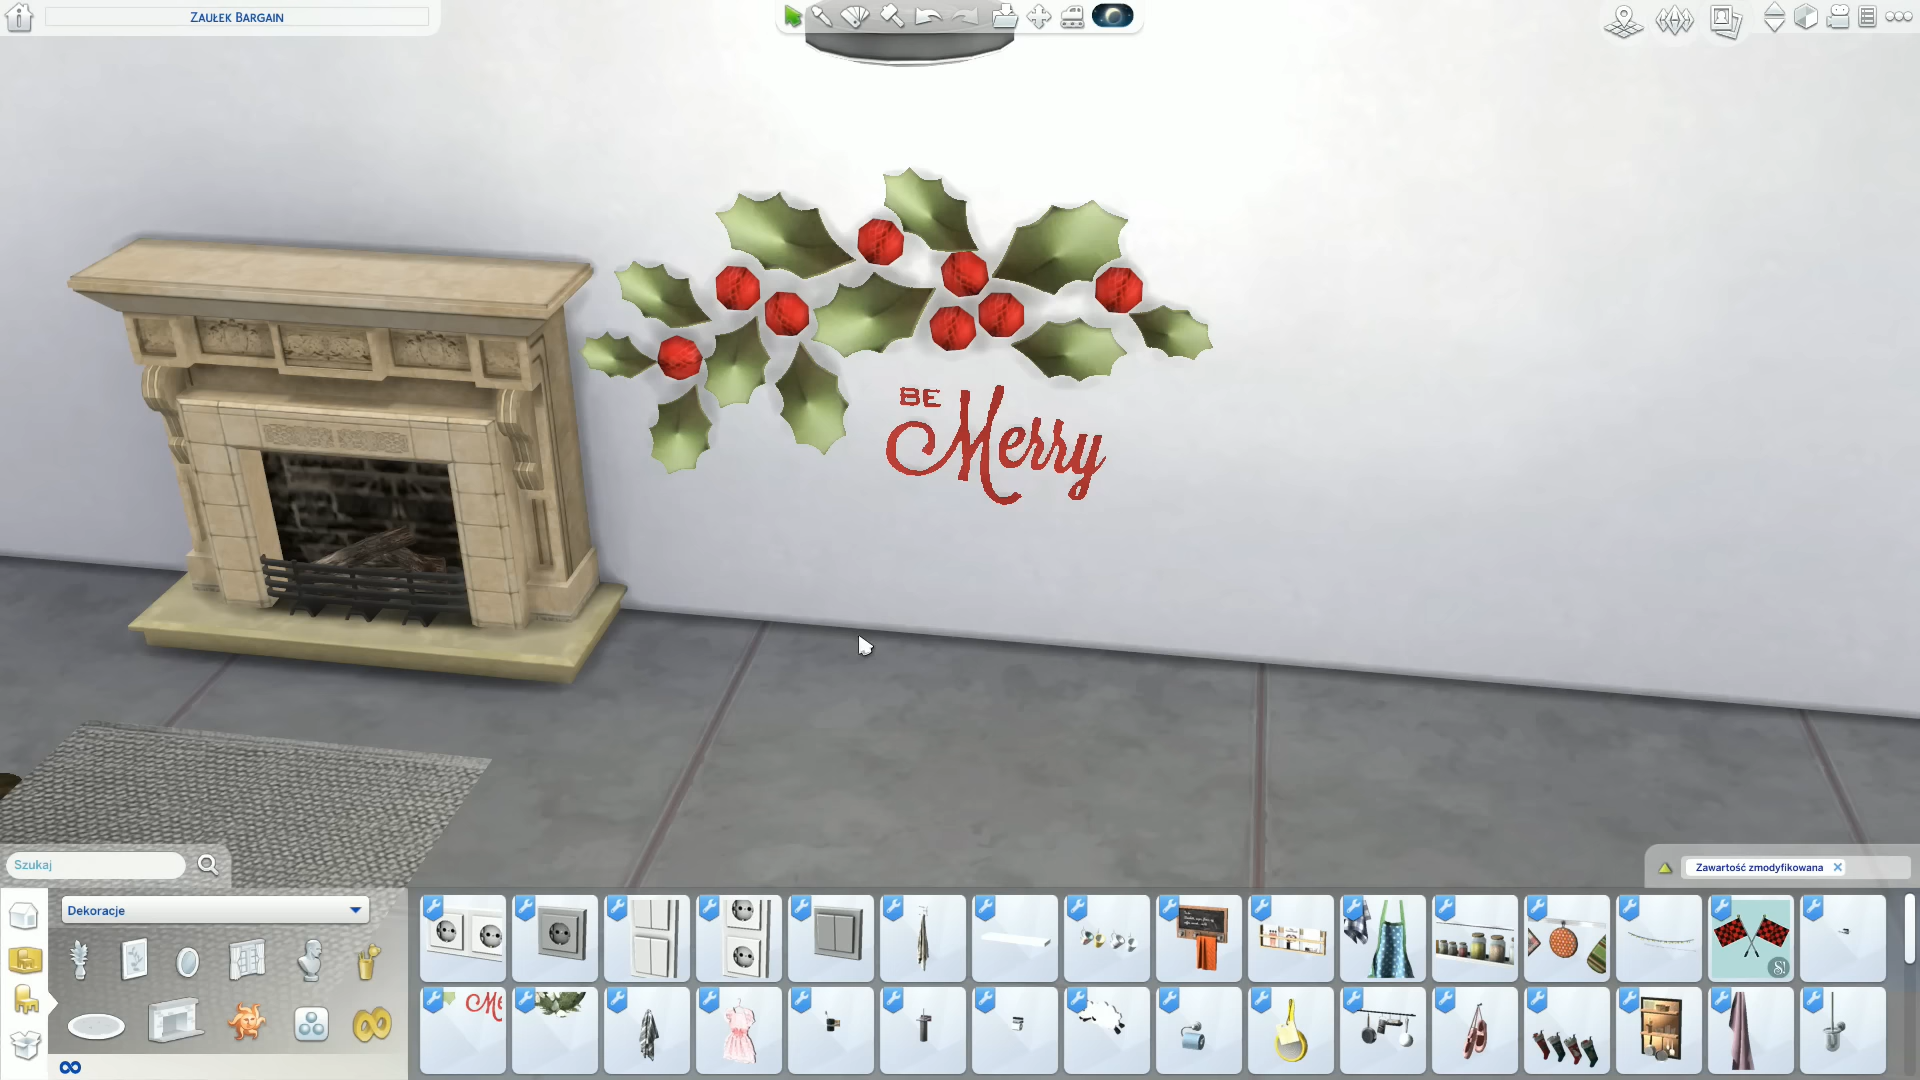 ZAUŁEK BARGAIN
BE
Merry
Szukaj
Zawartość zmodyfikowana
Dekoracje